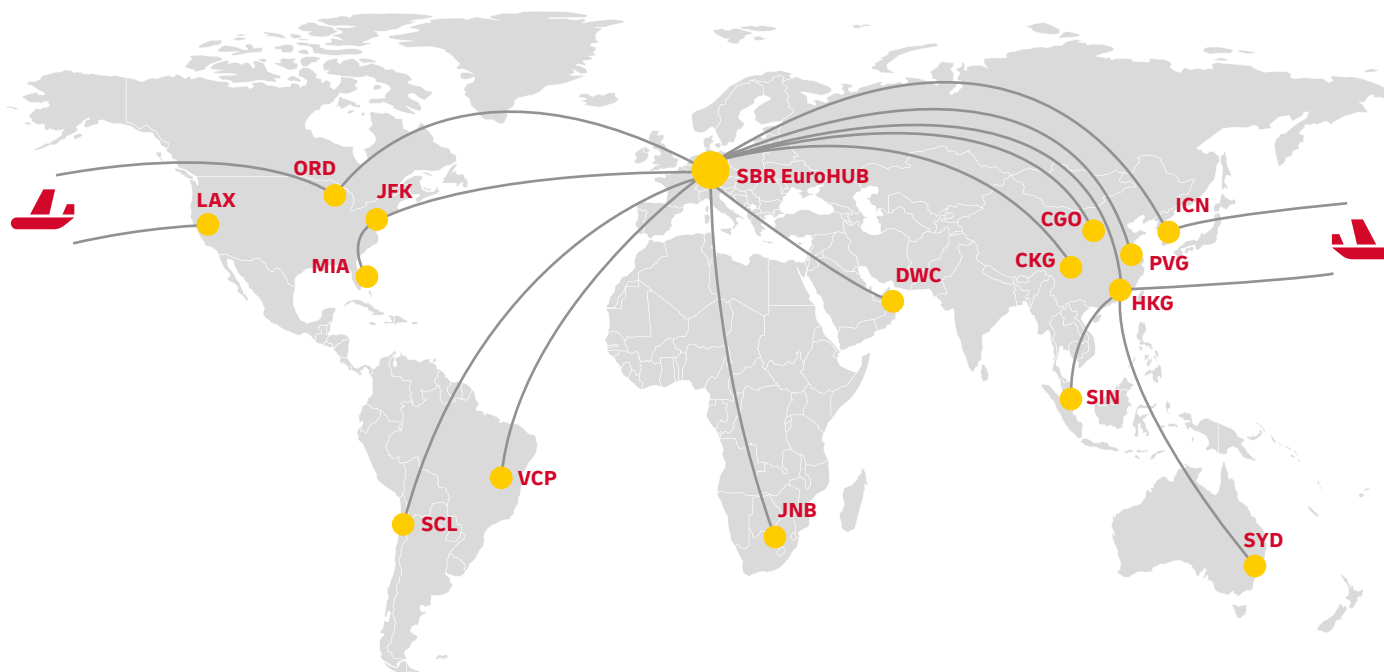 ORD
JFK
LAX
MIA
SBR EuroHUB
ICN
CGO
CKG
PVG
DWC
HKG
SIN
VCP
SCL
JNB
SYD